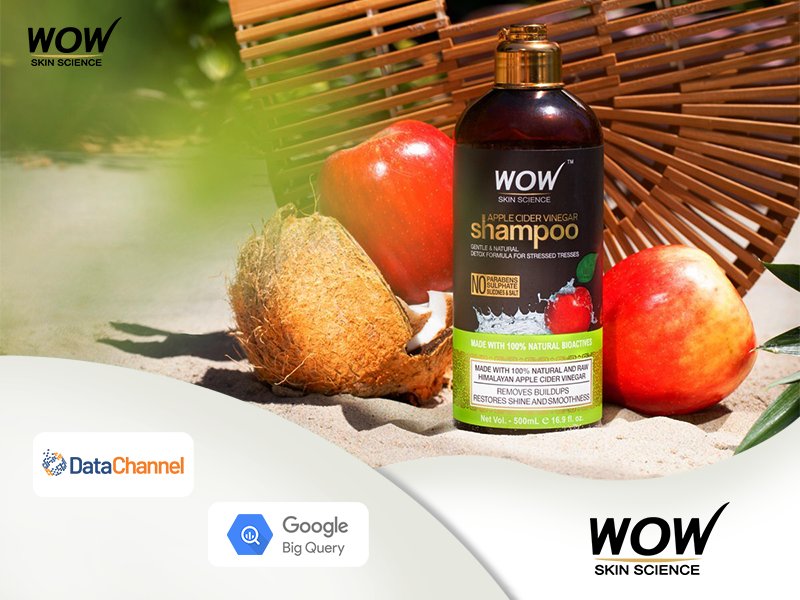 WOW
SKIN SCIENCE
WOW™
SKIN SCIENCE
APPLE CIDER VINEGAR
shampoo
GENTLE & NATURAL
DETOX FORMULA FOR STRESSED TRESSES
NO PARABENS
SULPHATE
SILICONES & SALT
MADE WITH 100% NATURAL BIOACTIVES
MADE WITH 100% NATURAL AND RAW
HIMALAYAN APPLE CIDER VINEGAR
REMOVES BUILDUPS
RESTORES SHINE AND SMOOTHNESS
Net Vol. - 500mL ℮ 16.9 fl. oz.
DataChannel
Google
Big Query
WOW
SKIN SCIENCE